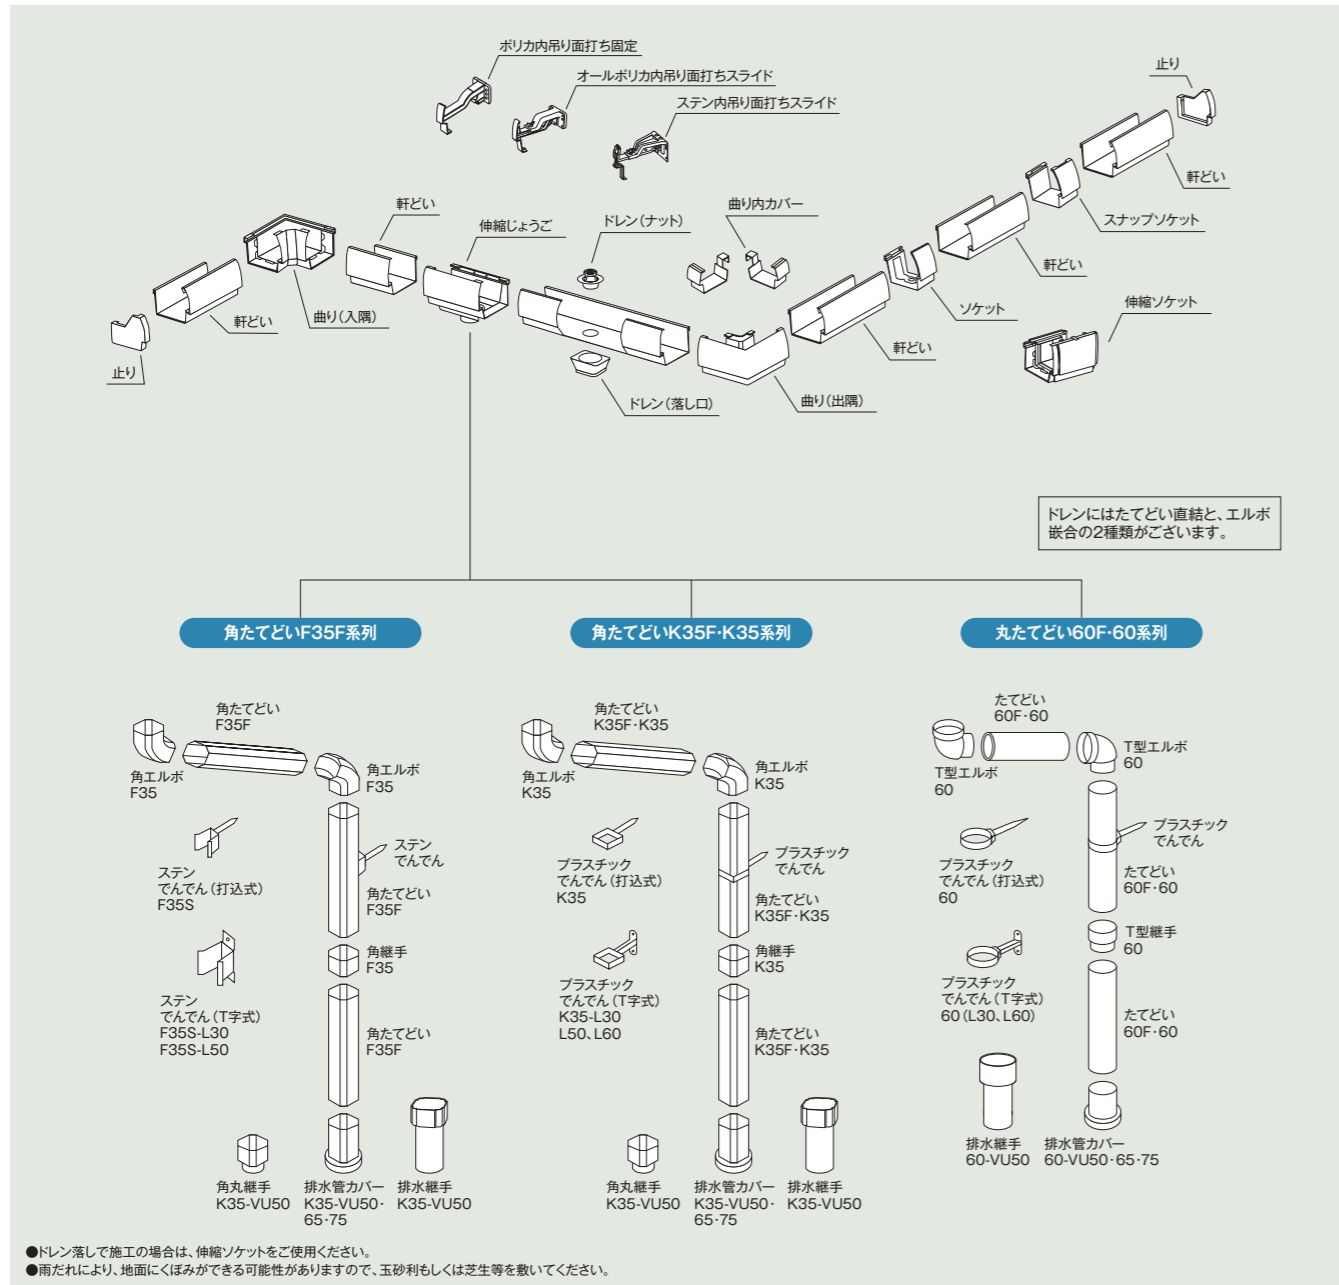 ポリカ内吊り面打ち固定
オールポリカ内吊り面打ちスライド
ステン内吊り面打ちスライド
止り
軒どい
スナップソケット
軒どい
伸縮じょうご
ドレン（ナット）
曲り内カバー
軒どい
ソケット
伸縮ソケット
軒どい
曲り（入隅）
軒どい
止り
ドレン（落し口）
曲り（出隅）
ドレンにはたてどい直結と、エルボ
嵌合の2種類がございます。
角たてどいF35F系列
角たてどい
F35F
角エルボ
F35
角エルボ
F35
ステン
でんでん
ステン
でんでん（打込式）
F35S
角たてどい
F35F
角継手
F35
ステン
でんでん（T字式）
F35S-L30
F35S-L50
角たてどい
F35F
角丸継手
K35-VU50
排水管カバー
K35-VU50・
65・75
排水継手
K35-VU50
角たてどいK35F・K35系列
角たてどい
K35F・K35
角エルボ
K35
角エルボ
K35
プラスチック
でんでん
プラスチック
でんでん（打込式）
K35
角たてどい
K35F・K35
角継手
K35
プラスチック
でんでん（T字式）
K35-L30
L50、L60
角たてどい
K35F・K35
角丸継手
K35-VU50
排水管カバー
K35-VU50・
65・75
排水継手
K35-VU50
丸たてどい60F・60系列
たてどい
60F・60
T型エルボ
60
T型エルボ
60
プラスチック
でんでん
プラスチック
でんでん（打込式）
60
たてどい
60F・60
T型継手
60
プラスチック
でんでん（T字式）
60（L30、L60）
たてどい
60F・60
排水継手
60-VU50
排水管カバー
60-VU50・65・75
●ドレン落しで施工の場合は、伸縮ソケットをご使用ください。
●雨だれにより、地面にくぼみができる可能性がありますので、玉砂利もしくは芝生等を敷いてください。